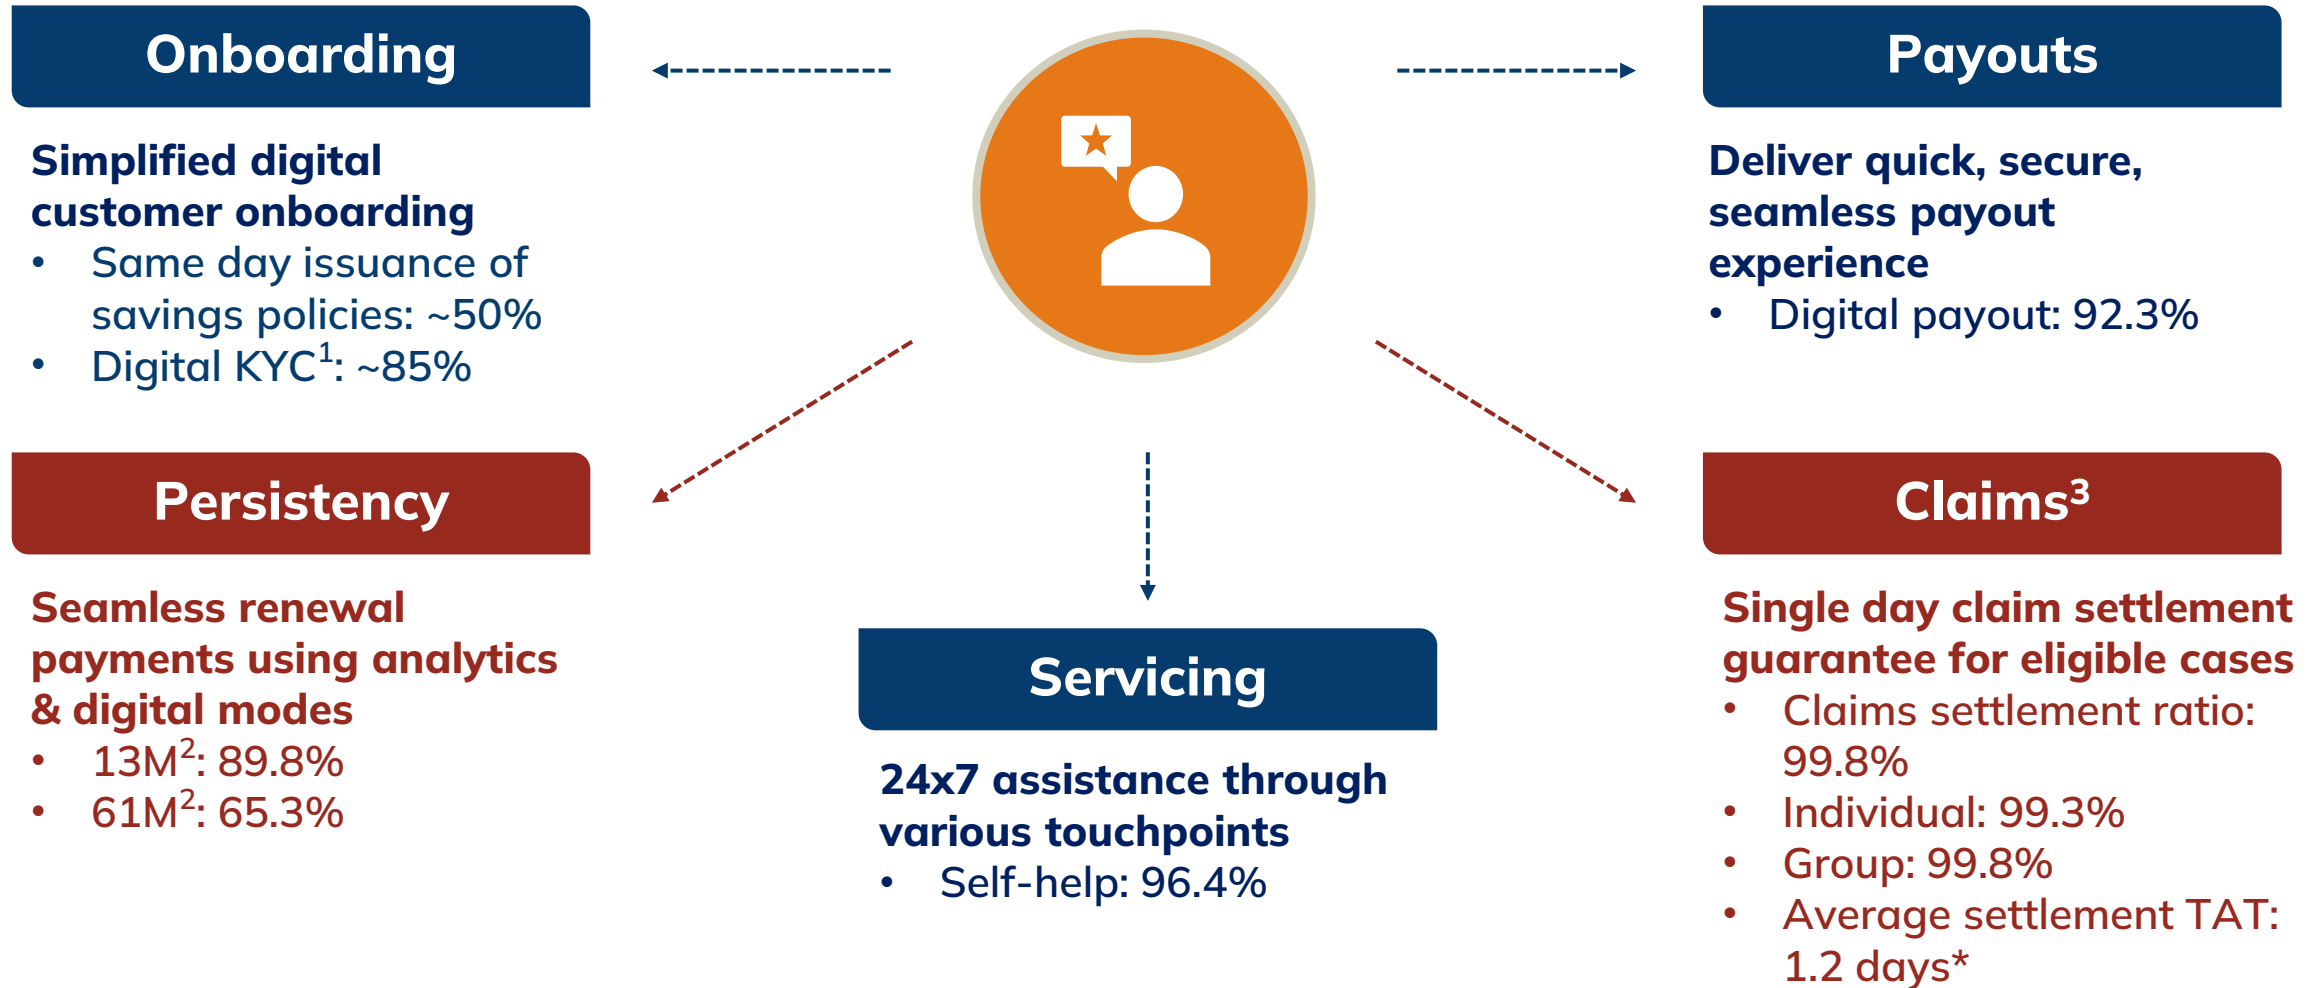 Onboarding
Simplified digital
customer onboarding
• Same day issuance of
savings policies: ~50%
• Digital KYC¹: ~85%
Persistency
Seamless renewal
payments using analytics
& digital modes
• 13M²: 89.8%
• 61M²: 65.3%
Servicing
24x7 assistance through
various touchpoints
• Self-help: 96.4%
Payouts
Deliver quick, secure,
seamless payout
experience
• Digital payout: 92.3%
Claims³
Single day claim settlement
guarantee for eligible cases
• Claims settlement ratio:
99.8%
• Individual: 99.3%
• Group: 99.8%
• Average settlement TAT:
1.2 days*